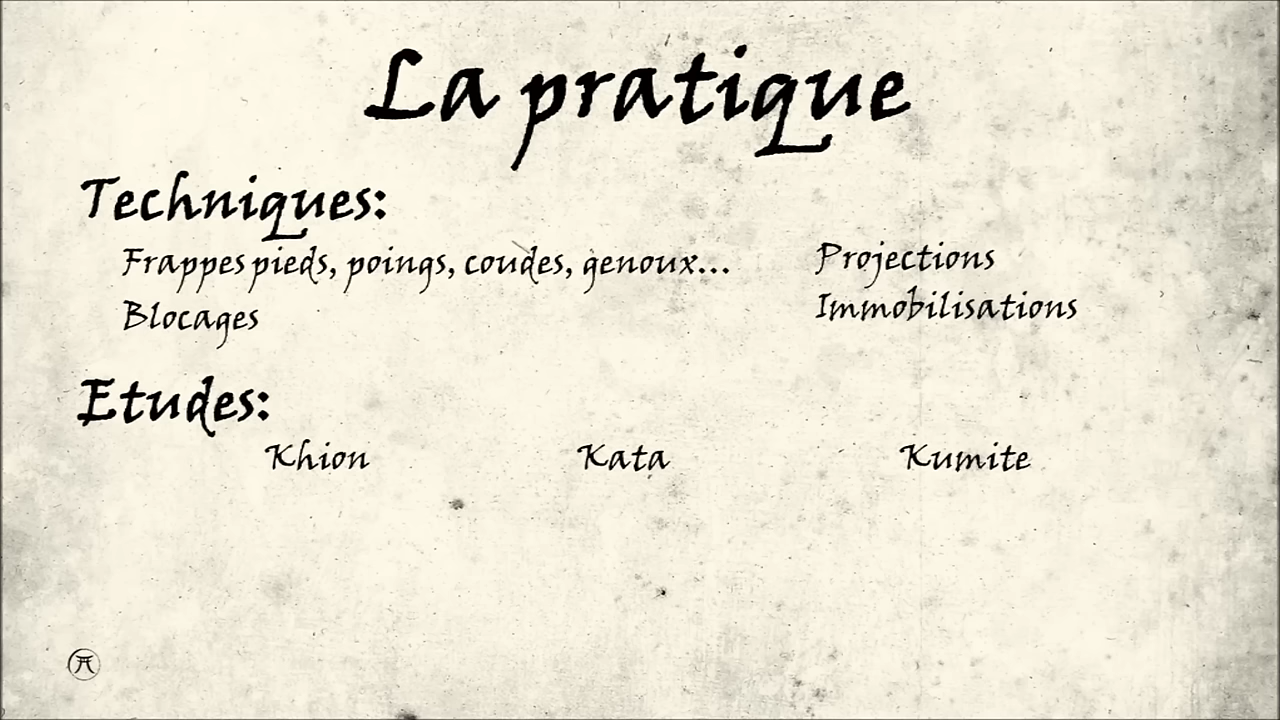 La pratique
Techniques:
Frappes pieds, poings, coudes, genoux...
Blocages
Projections
Immobilisations
Etudes:
Khion
Kata
Kumite